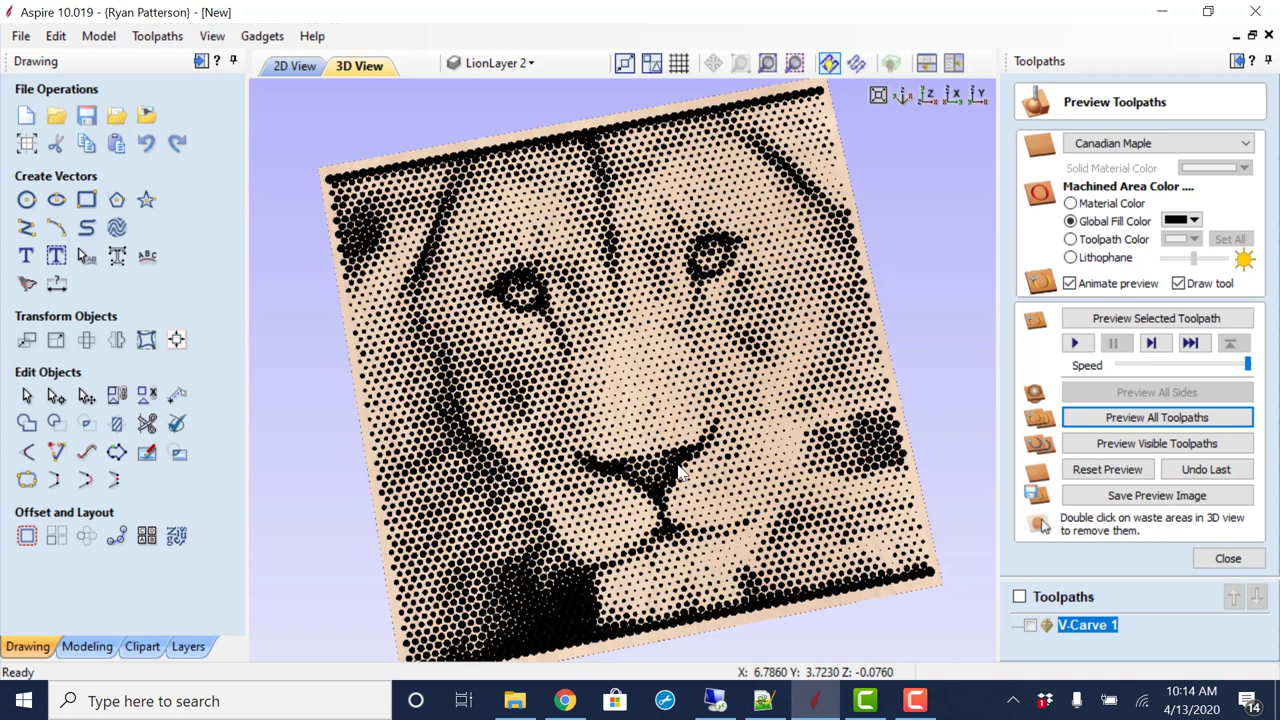 Aspire 10.019 - {Ryan Patterson} - [New]
File Edit Model Toolpaths View Gadgets Help
Drawing
2D View 3D View LionLayer 2
Toolpaths
File Operations
Create Vectors
Transform Objects
Edit Objects
Offset and Layout
Drawing Modeling Clipart Layers
Z X Y
Preview Toolpaths
Canadian Maple
Solid Material Color
Machined Area Color ....
Material Color
Global Fill Color
Toolpath Color Set All
Lithophane
Animate preview Draw tool
Preview Selected Toolpath
Speed
Preview All Sides
Preview All Toolpaths
Preview Visible Toolpaths
Reset Preview Undo Last
Save Preview Image
Double click on waste areas in 3D view
to remove them.
Close
Toolpaths
V-Carve 1
Ready X: 6.7860 Y: 3.7230 Z: -0.0760
Type here to search
10:14 AM
4/13/2020
14